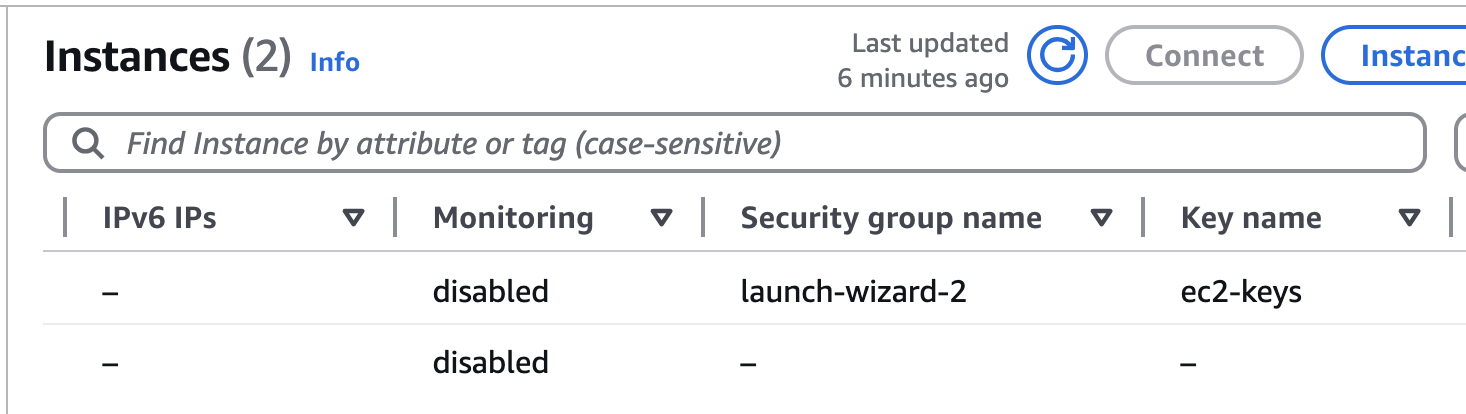 Instances (2) Info
Last updated
6 minutes ago
Connect
Instanc
Find Instance by attribute or tag (case-sensitive)
IPv6 IPs Monitoring Security group name Key name
– disabled launch-wizard-2 ec2-keys
– disabled – –